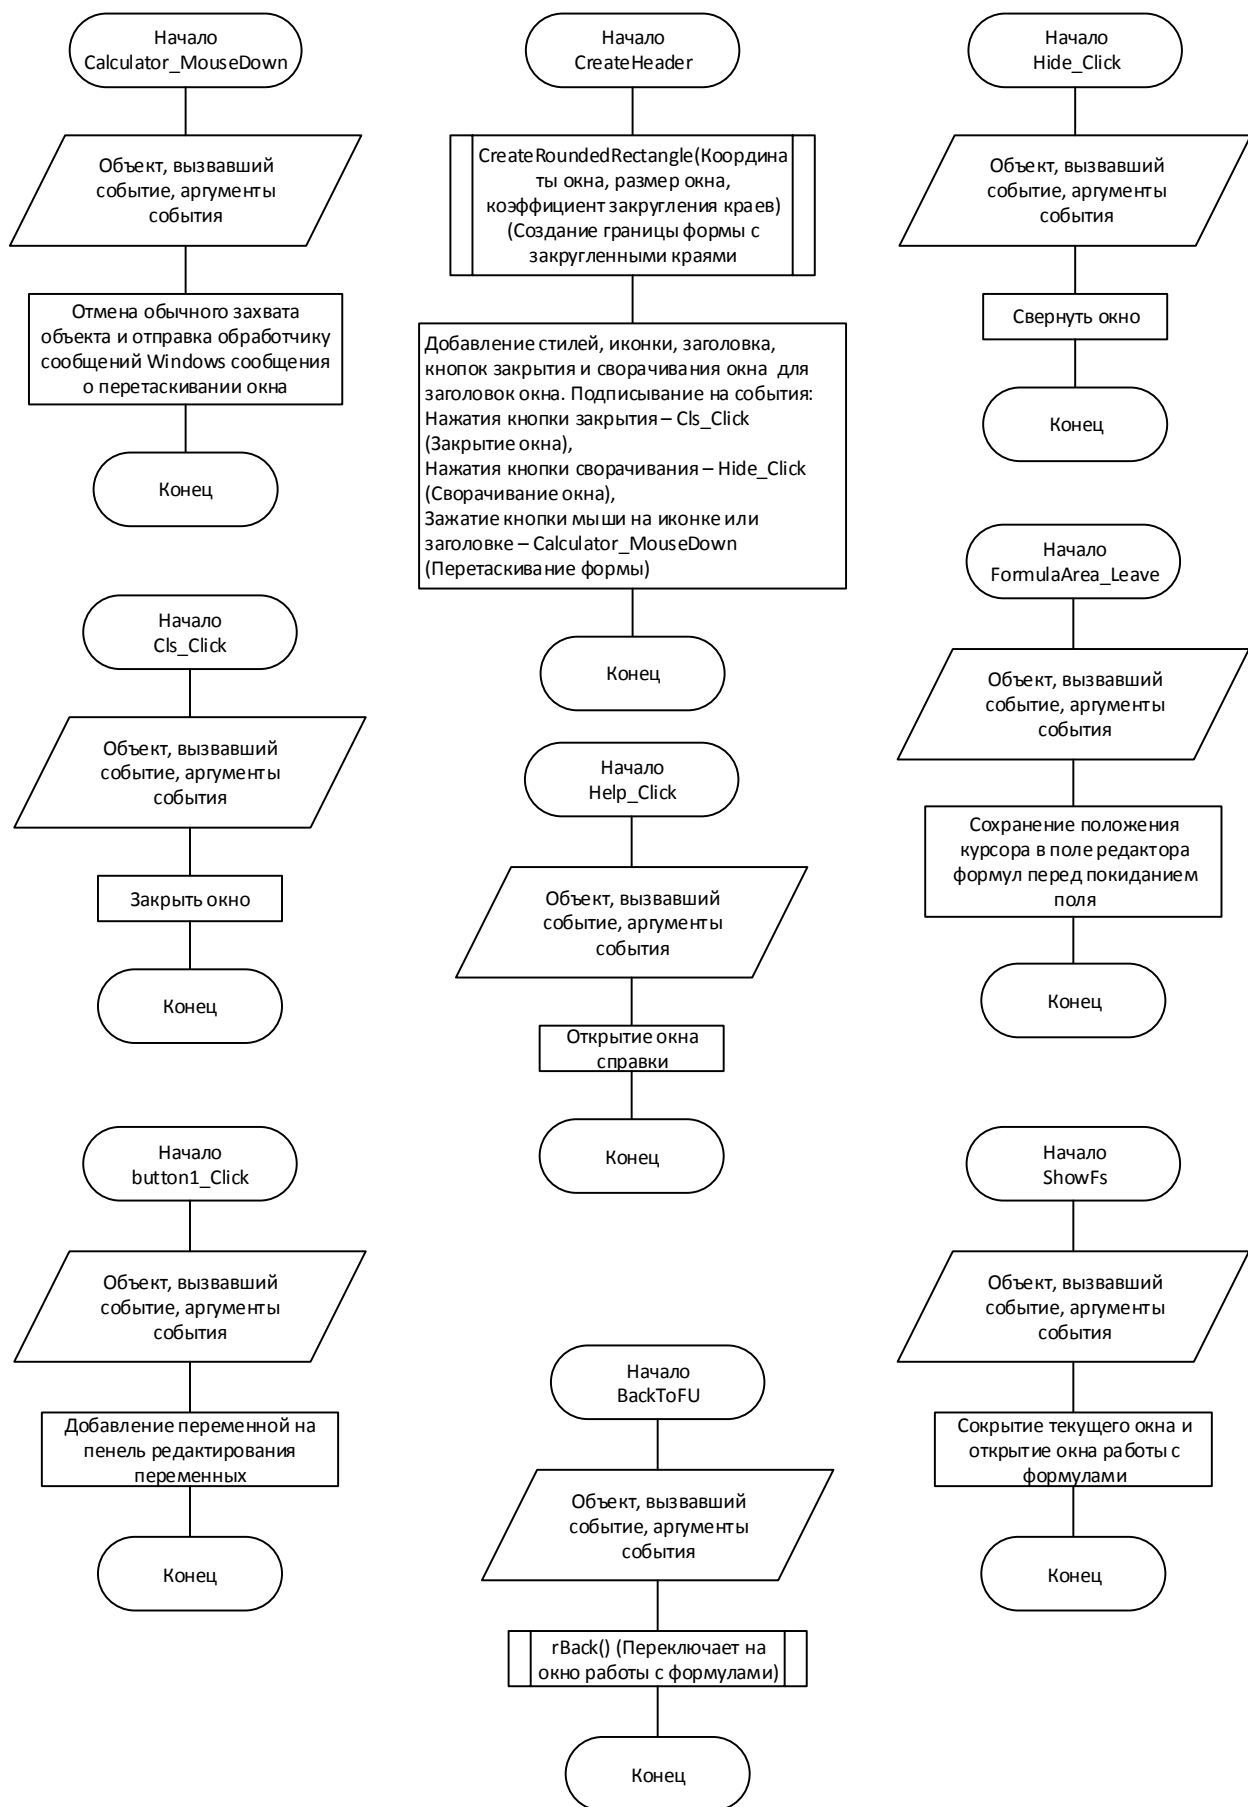 Начало
Calculator_MouseDown
Объект, вызвавший
событие, аргументы
события
Отмена обычного захвата
объекта и отправка обработчику
сообщений Windows сообщения
о перетаскивании окна
Конец
Начало
CreateHeader
CreateRoundedRectangle(Координа
ты окна, размер окна,
коэффициент закругления краев)
(Создание границы формы с
закругленными краями
Добавление стилей, иконки, заголовка,
кнопок закрытия и сворачивания окна для
заголовок окна. Подписывание на события:
Нажатия кнопки закрытия – Cls_Click
(Закрытие окна),
Нажатия кнопки сворачивания – Hide_Click
(Сворачивание окна),
Зажатие кнопки мыши на иконке или
заголовке – Calculator_MouseDown
(Перетаскивание формы)
Конец
Начало
Hide_Click
Объект, вызвавший
событие, аргументы
события
Свернуть окно
Конец
Начало
Cls_Click
Объект, вызвавший
событие, аргументы
события
Закрыть окно
Конец
Начало
Help_Click
Объект, вызвавший
событие, аргументы
события
Открытие окна
справки
Конец
Начало
FormulaArea_Leave
Объект, вызвавший
событие, аргументы
события
Сохранение положения
курсора в поле редактора
формул перед покиданием
поля
Конец
Начало
button1_Click
Объект, вызвавший
событие, аргументы
события
Добавление переменной на
пенель редактирования
переменных
Конец
Начало
BackToFU
Объект, вызвавший
событие, аргументы
события
rBack() (Переключает на
окно работы с формулами)
Конец
Начало
ShowFs
Объект, вызвавший
событие, аргументы
события
Сокрытие текущего окна и
открытие окна работы с
формулами
Конец